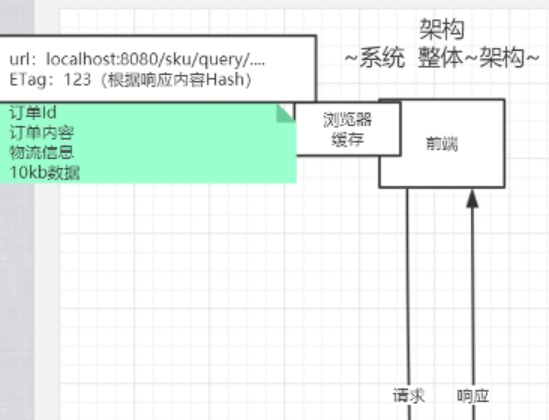 架构
~系统 整体~架构~
url：localhost:8080/sku/query/....
ETag：123（根据响应内容Hash）
订单Id
订单内容
物流信息
10kb数据
浏览器
缓存
前端
请求
响应